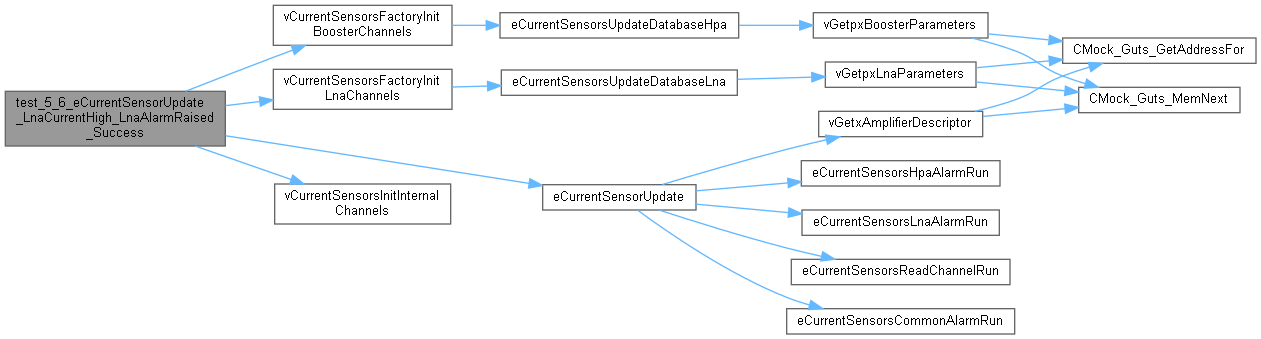 test_5_6_eCurrentSensorUpdate
_LnaCurrentHigh_LnaAlarmRaised
_Success
vCurrentSensorsFactoryInit
BoosterChannels
eCurrentSensorsUpdateDatabaseHpa
vGetpxBoosterParameters
CMock_Guts_GetAddressFor
CMock_Guts_MemNext
vCurrentSensorsFactoryInit
LnaChannels
eCurrentSensorsUpdateDatabaseLna
vGetpxLnaParameters
eCurrentSensorUpdate
vGetxAmplifierDescriptor
eCurrentSensorsHpaAlarmRun
eCurrentSensorsLnaAlarmRun
eCurrentSensorsReadChannelRun
eCurrentSensorsCommonAlarmRun
vCurrentSensorsInitInternal
Channels